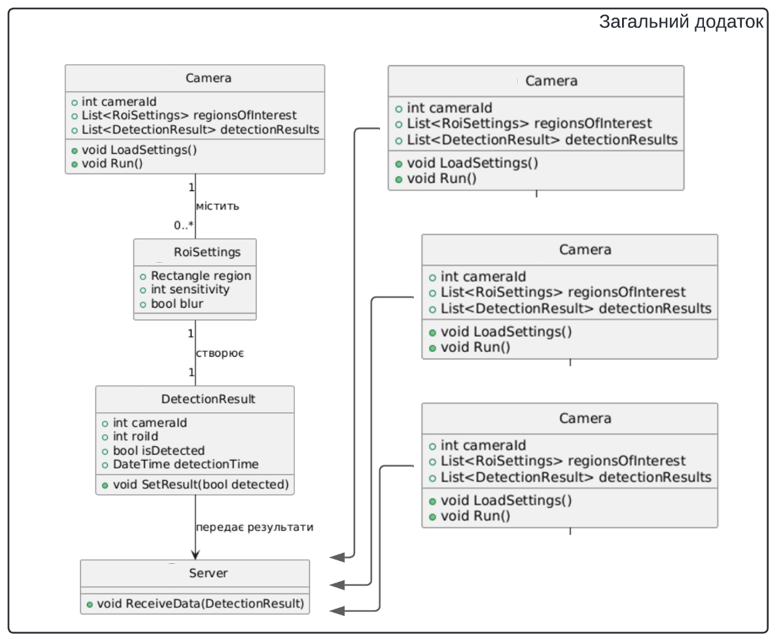 Загальний додаток
Camera
int cameraId
List<RoiSettings> regionsOfInterest
List<DetectionResult> detectionResults
void LoadSettings()
void Run()
1
містить
0..*
RoiSettings
Rectangle region
int sensitivity
bool blur
1
створює
1
DetectionResult
int cameraId
int roiId
bool isDetected
DateTime detectionTime
void SetResult(bool detected)
передає результати
Server
void ReceiveData(DetectionResult)
Camera
int cameraId
List<RoiSettings> regionsOfInterest
List<DetectionResult> detectionResults
void LoadSettings()
void Run()
Camera
int cameraId
List<RoiSettings> regionsOfInterest
List<DetectionResult> detectionResults
void LoadSettings()
void Run()
Camera
int cameraId
List<RoiSettings> regionsOfInterest
List<DetectionResult> detectionResults
void LoadSettings()
void Run()